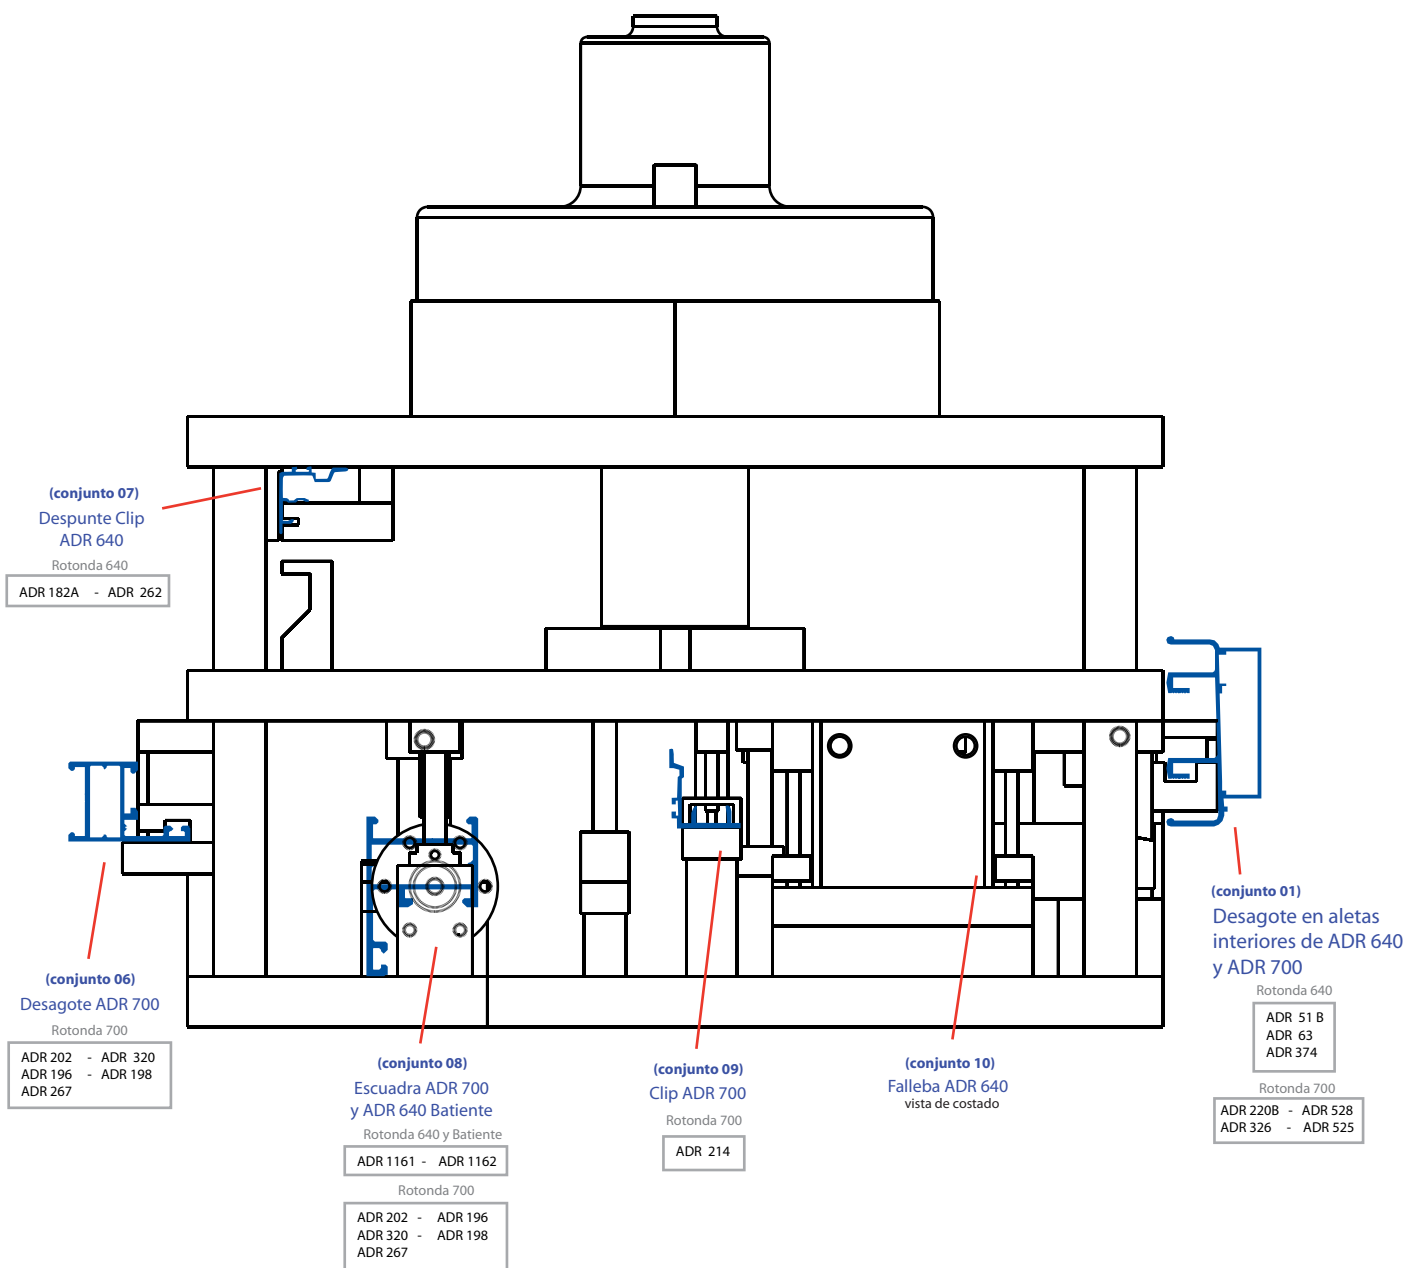 (conjunto 07)
Despunte Clip
ADR 640
Rotonda 640
ADR 182A - ADR 262
(conjunto 06)
Desagote ADR 700
Rotonda 700
ADR 202 - ADR 320
ADR 196 - ADR 198
ADR 267
(conjunto 08)
Escuadra ADR 700
y ADR 640 Batiente
Rotonda 640 y Batiente
ADR 1161 - ADR 1162
Rotonda 700
ADR 202 - ADR 196
ADR 320 - ADR 198
ADR 267
(conjunto 09)
Clip ADR 700
Rotonda 700
ADR 214
(conjunto 10)
Falleba ADR 640
vista de costado
(conjunto 01)
Desagote en aletas
interiores de ADR 640
y ADR 700
Rotonda 640
ADR 51 B
ADR 63
ADR 374
Rotonda 700
ADR 220B - ADR 528
ADR 326 - ADR 525